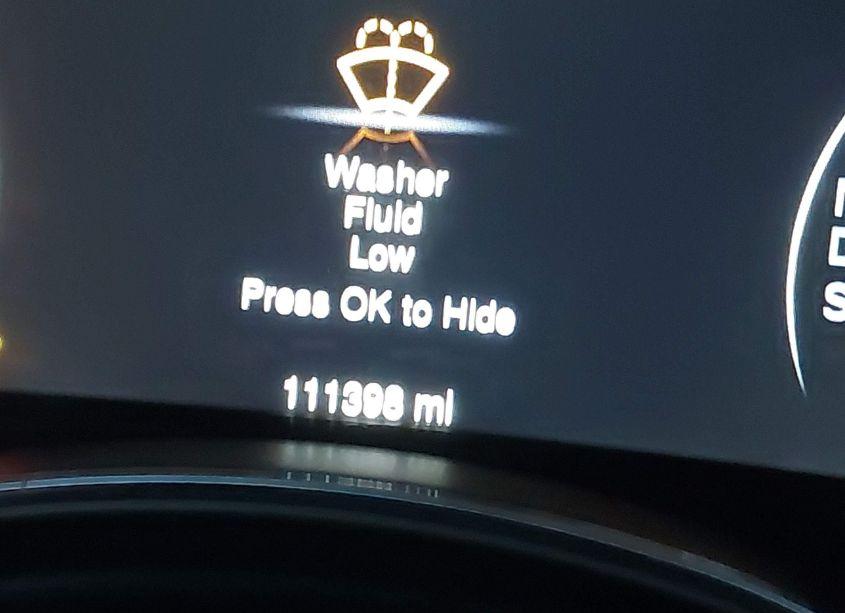 Washer
Fluid
Low
Press OK to Hide
111398 mi
D
S